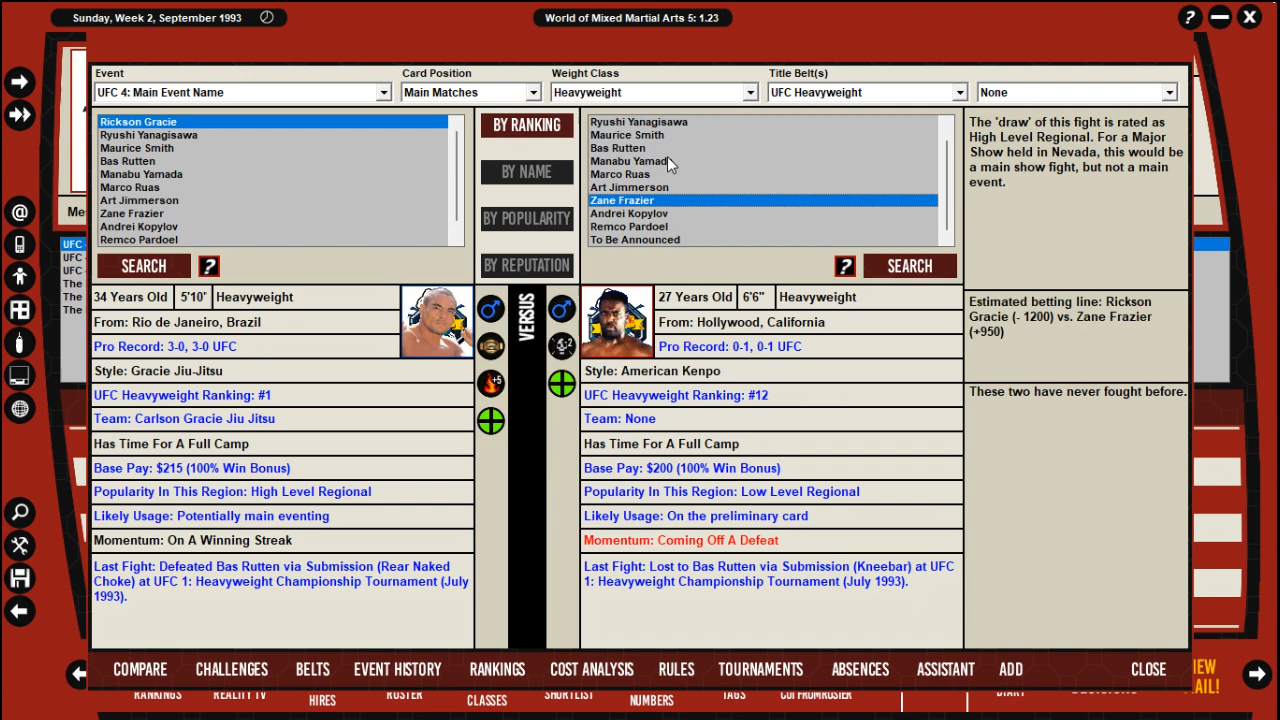 Sunday, Week 2, September 1993
World of Mixed Martial Arts 5: 1.23
Event
Card Position
Weight Class
Title Belt(s)
UFC 4: Main Event Name
Main Matches
Heavyweight
UFC Heavyweight
None
Rickson Gracie
Ryushi Yanagisawa
Maurice Smith
Bas Rutten
Manabu Yamada
Marco Ruas
Art Jimmerson
Zane Frazier
Andrei Kopylov
Remco Pardoel
SEARCH
?
BY RANKING
BY NAME
BY POPULARITY
BY REPUTATION
Ryushi Yanagisawa
Maurice Smith
Bas Rutten
Manabu Yamad
Marco Ruas
Art Jimmerson
Zane Frazier
Andrei Kopylov
Remco Pardoel
To Be Announced
?
SEARCH
The 'draw' of this fight is rated as
High Level Regional. For a Major
Show held in Nevada, this would be
a main show fight, but not a main
event.
Estimated betting line: Rickson
Gracie (- 1200) vs. Zane Frazier
(+950)
These two have never fought before.
34 Years Old
5'10"
Heavyweight
From: Rio de Janeiro, Brazil
Pro Record: 3-0, 3-0 UFC
Style: Gracie Jiu-Jitsu
UFC Heavyweight Ranking: #1
Team: Carlson Gracie Jiu Jitsu
Has Time For A Full Camp
Base Pay: $215 (100% Win Bonus)
Popularity In This Region: High Level Regional
Likely Usage: Potentially main eventing
Momentum: On A Winning Streak
Last Fight: Defeated Bas Rutten via Submission (Rear Naked
Choke) at UFC 1: Heavyweight Championship Tournament (July
1993).
+5
VERSUS
27 Years Old
6'6"
Heavyweight
From: Hollywood, California
Pro Record: 0-1, 0-1 UFC
Style: American Kenpo
UFC Heavyweight Ranking: #12
Team: None
Has Time For A Full Camp
Base Pay: $200 (100% Win Bonus)
Popularity In This Region: Low Level Regional
Likely Usage: On the preliminary card
Momentum: Coming Off A Defeat
Last Fight: Lost to Bas Rutten via Submission (Kneebar) at UFC
1: Heavyweight Championship Tournament (July 1993).
COMPARE
CHALLENGES
BELTS
EVENT HISTORY
RANKINGS
COST ANALYSIS
RULES
TOURNAMENTS
ABSENCES
ASSISTANT
ADD
CLOSE
RANKINGS
REALITY TV
HIRES
ROSTER
CLASSES
SHORTLIST
NUMBERS
TAGS